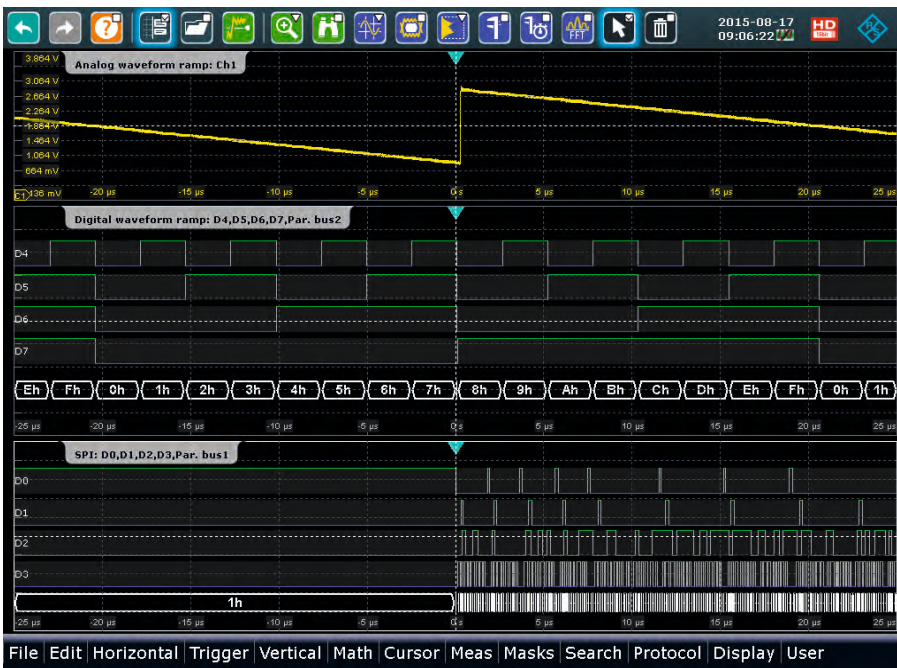 2015-08-17
09:06:22
HD
16bit
FFT
Analog waveform ramp: Ch1
3.864 V
3.064 V
2.664 V
2.264 V
1.864 V
1.464 V
1.064 V
664 mV
C1 136 mV -20 µs -15 µs -10 µs -5 µs 0 s 5 µs 10 µs 15 µs 20 µs 25 µs
Digital waveform ramp: D4,D5,D6,D7,Par. bus2
D4
D5
D6
D7
Eh Fh 0h 1h 2h 3h 4h 5h 6h 7h 8h 9h Ah Bh Ch Dh Eh Fh 0h 1h
-25 µs -20 µs -15 µs -10 µs -5 µs 0 s 5 µs 10 µs 15 µs 20 µs 25 µs
SPI: D0,D1,D2,D3,Par. bus1
D0
D1
D2
D3
1h
-25 µs -20 µs -15 µs -10 µs -5 µs 0 s 5 µs 10 µs 15 µs 20 µs 25 µs
File Edit Horizontal Trigger Vertical Math Cursor Meas Masks Search Protocol Display User